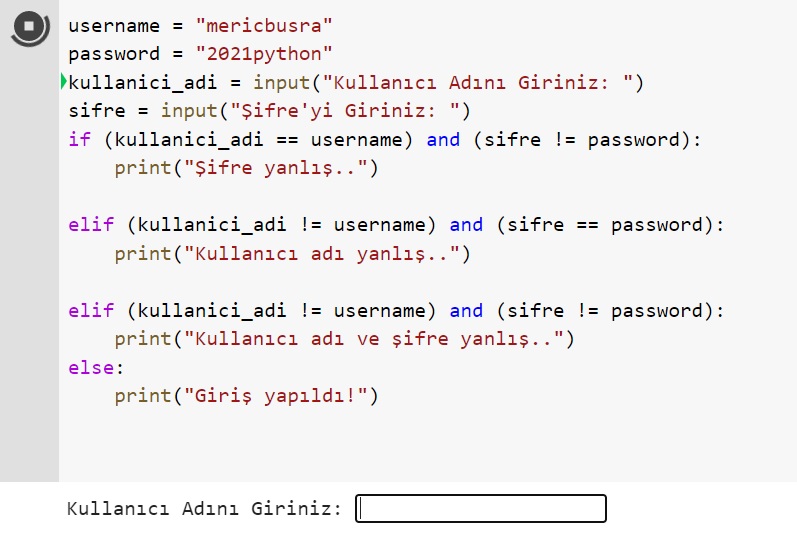 username = "mericbusra"
password = "2021python"
kullanici_adi = input("Kullanıcı Adını Giriniz: ")
sifre = input("Şifre'yi Giriniz: ")
if (kullanici_adi == username) and (sifre != password):
    print("Şifre yanlış..")
elif (kullanici_adi != username) and (sifre == password):
    print("Kullanıcı adı yanlış..")
elif (kullanici_adi != username) and (sifre != password):
    print("Kullanıcı adı ve şifre yanlış..")
else:
    print("Giriş yapıldı!")
Kullanıcı Adını Giriniz: